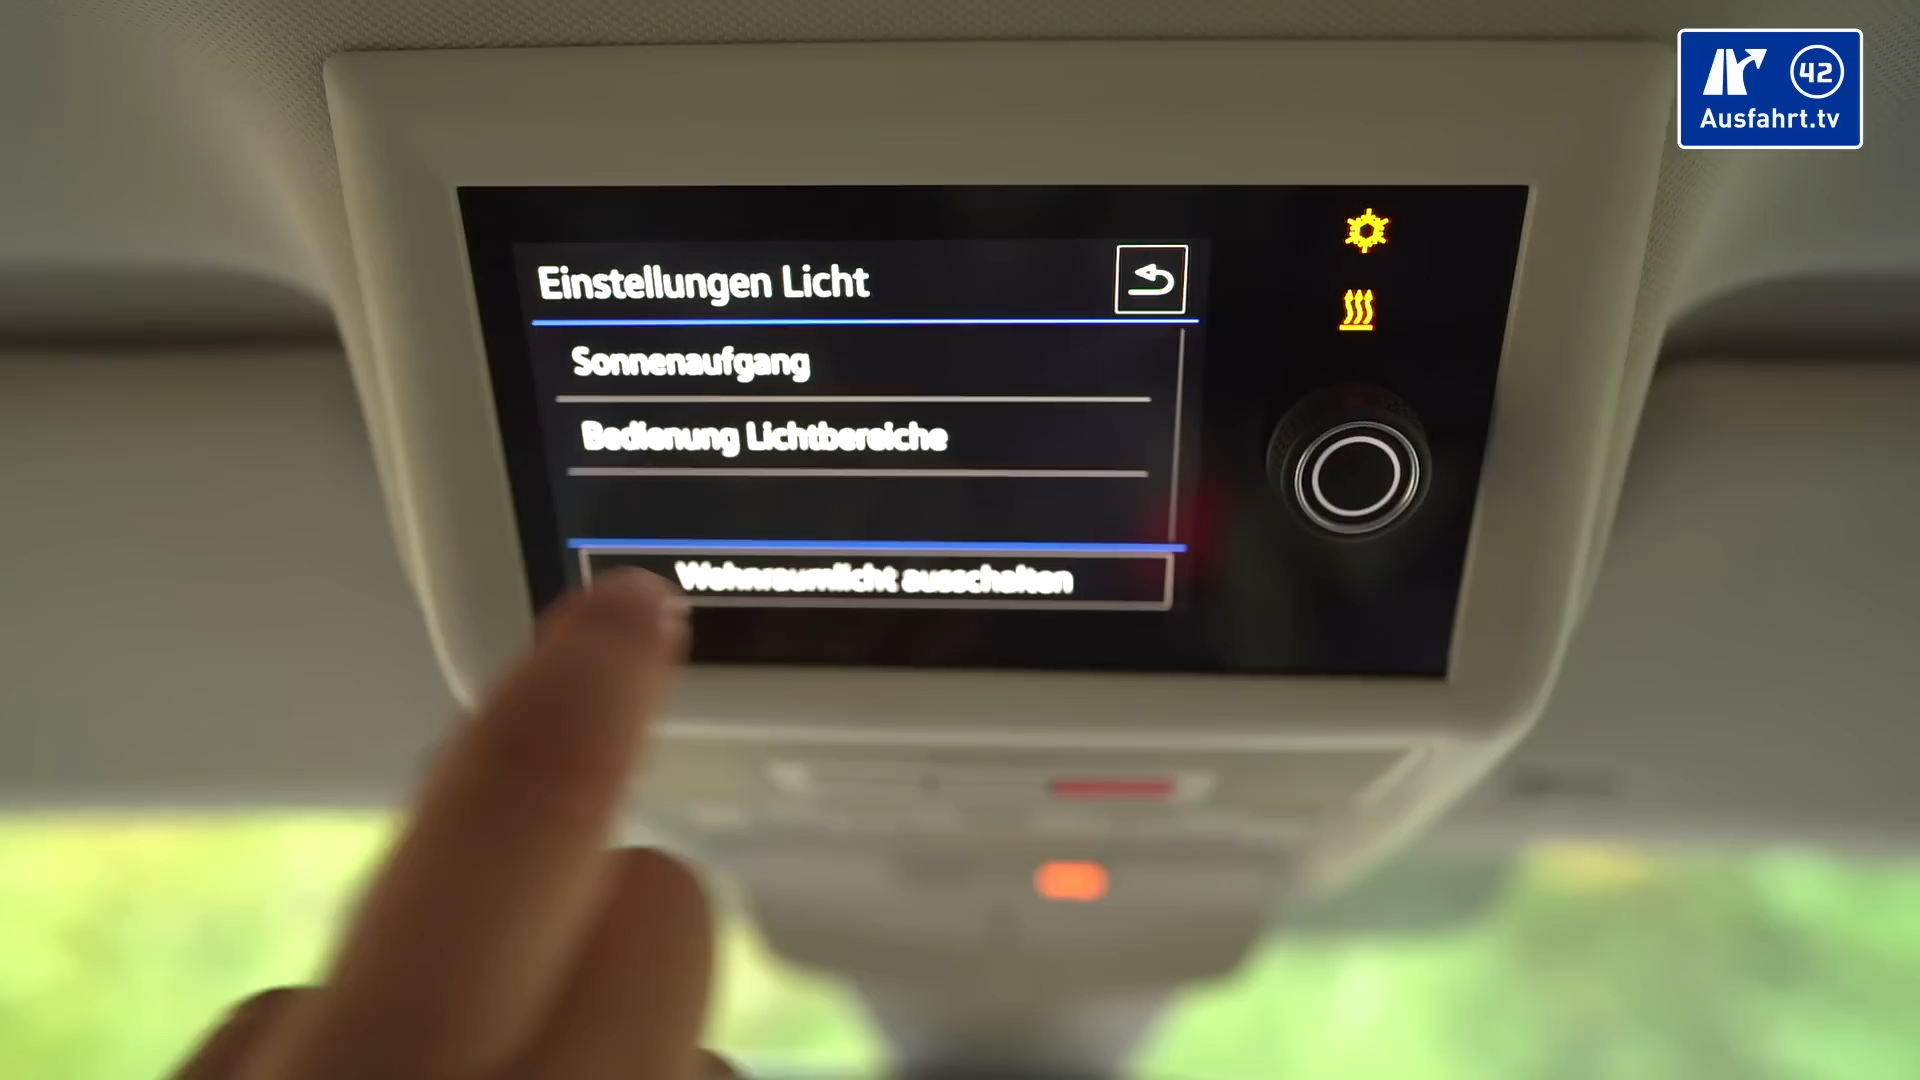 42
Ausfahrt.tv
Einstellungen Licht
Sonnenaufgang
Bedienung Lichtbereiche
Wohnraumlicht ausschalten